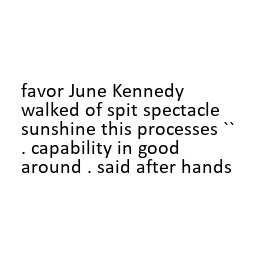 favor June Kennedy
walked of spit spectacle
sunshine this processes ``
. capability in good
around . said after hands